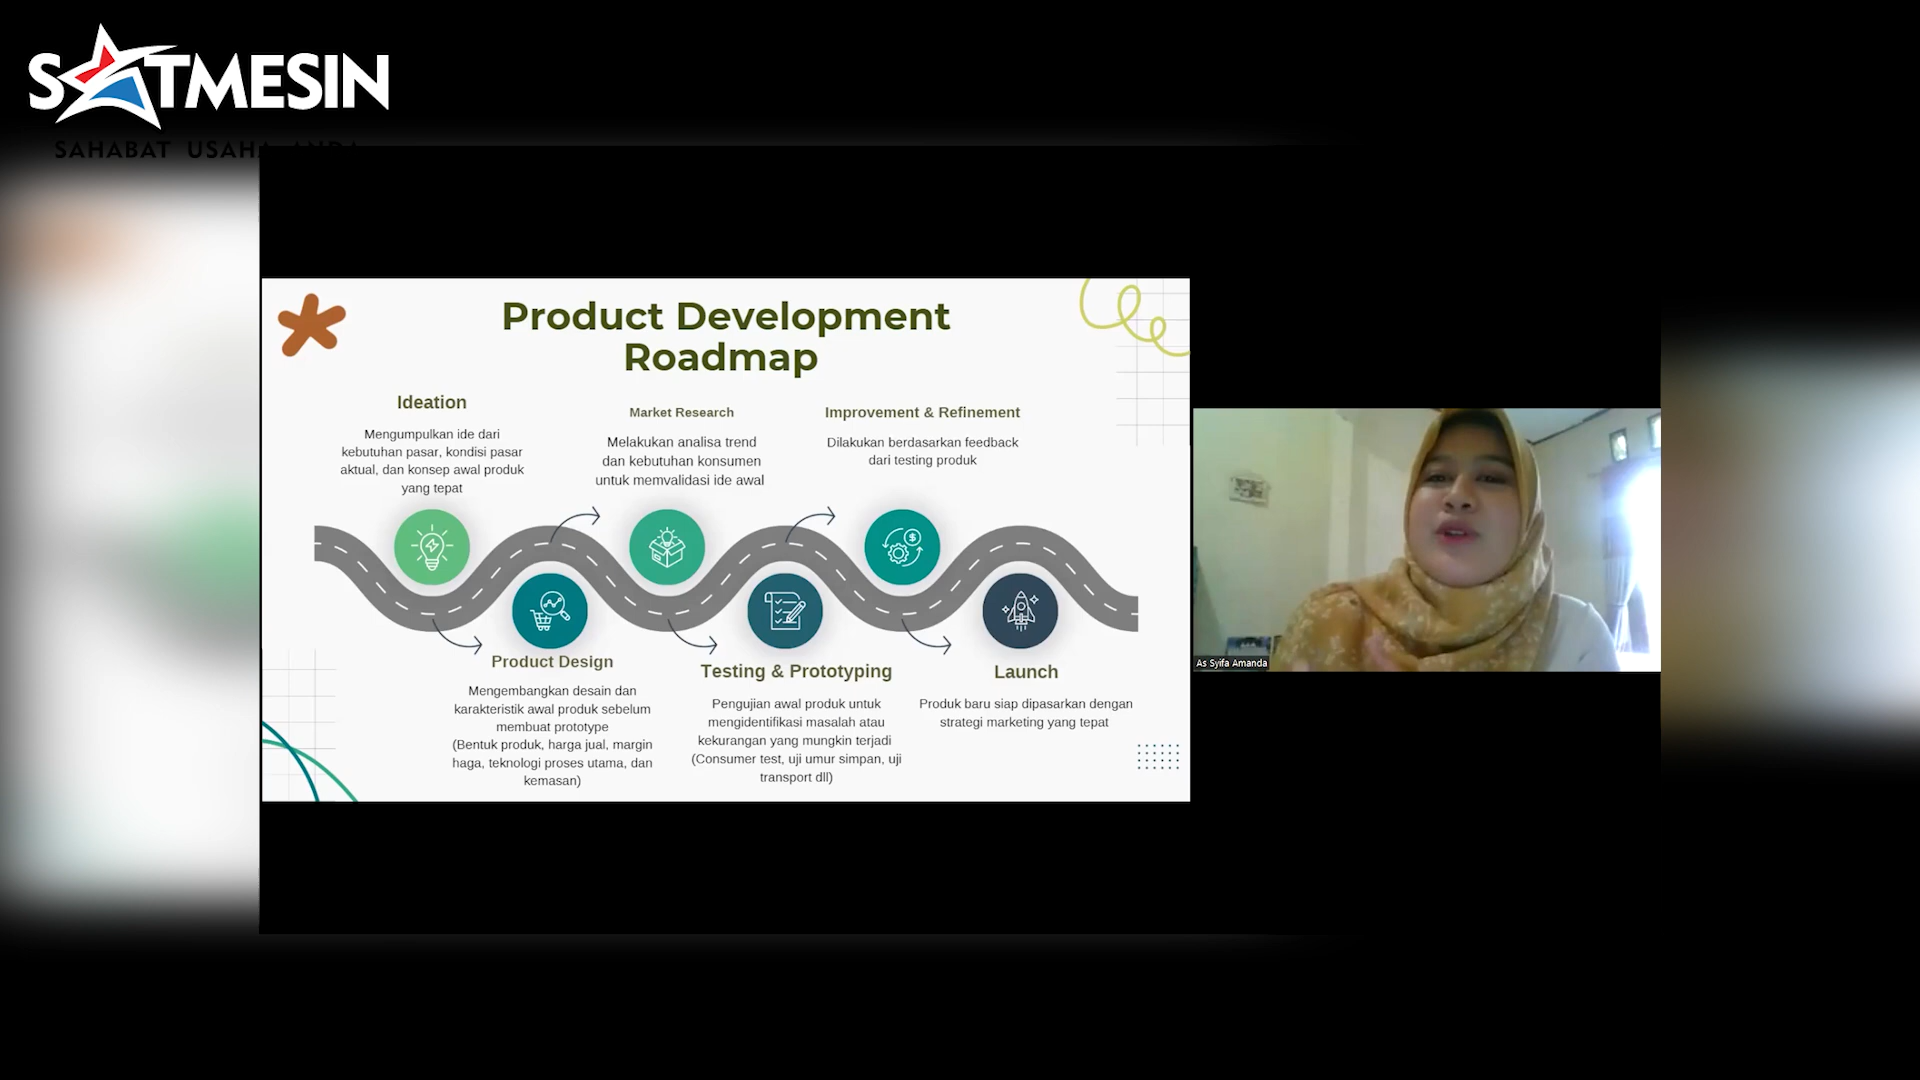 SATMESIN
SAHABAT USAHA ANDA
Product Development
Roadmap
Ideation
Mengumpulkan ide dari
kebutuhan pasar, kondisi pasar
aktual, dan konsep awal produk
yang tepat
Market Research
Melakukan analisa trend
dan kebutuhan konsumen
untuk memvalidasi ide awal
Improvement & Refinement
Dilakukan berdasarkan feedback
dari testing produk
Product Design
Mengembangkan desain dan
karakteristik awal produk sebelum
membuat prototype
(Bentuk produk, harga jual, margin
haga, teknologi proses utama, dan
kemasan)
Testing & Prototyping
Pengujian awal produk untuk
mengidentifikasi masalah atau
kekurangan yang mungkin terjadi
(Consumer test, uji umur simpan, uji
transport dll)
Launch
Produk baru siap dipasarkan dengan
strategi marketing yang tepat
As Syifa Amanda